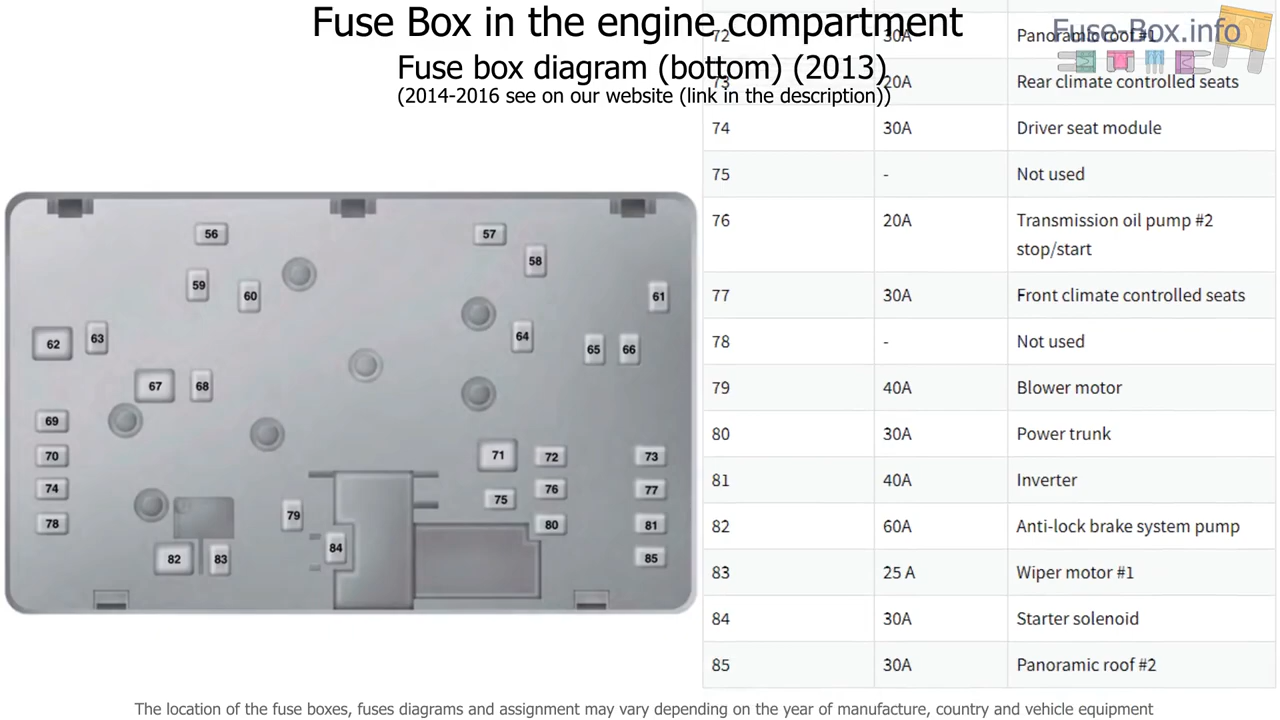 Fuse Box in the engine compartment
Fuse box diagram (bottom) (2013)
(2014-2016 see on our website (link in the description))
Fuse-Box.info
72 30A Panoramic roof #1
73 20A Rear climate controlled seats
74 30A Driver seat module
75 - Not used
76 20A Transmission oil pump #2
stop/start
77 30A Front climate controlled seats
78 - Not used
79 40A Blower motor
80 30A Power trunk
81 40A Inverter
82 60A Anti-lock brake system pump
83 25 A Wiper motor #1
84 30A Starter solenoid
85 30A Panoramic roof #2
56 57
58
59 60 61
62 63 64 65 66
67 68
69
70 71 72 73
74 75 76 77
78 79 80 81
82 83 84 85
The location of the fuse boxes, fuses diagrams and assignment may vary depending on the year of manufacture, country and vehicle equipment